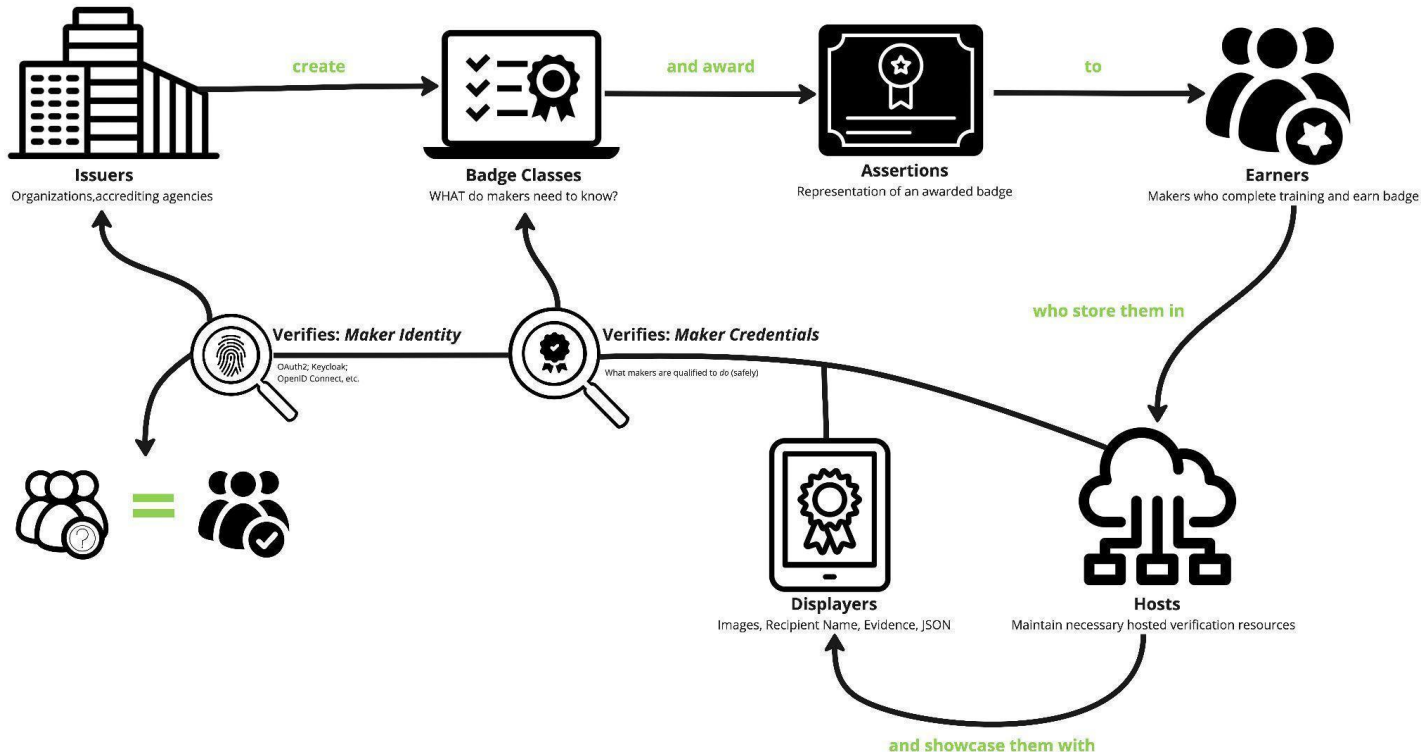 create
and award
to
Issuers
Organizations,accrediting agencies
Badge Classes
WHAT do makers need to know?
Assertions
Representation of an awarded badge
Earners
Makers who complete training and earn badge
who store them in
Verifies: Maker Identity
OAuth2; Keycloak;
OpenID Connect, etc.
Verifies: Maker Credentials
What makers are qualified to do (safely)
?
=
Displayers
Images, Recipient Name, Evidence, JSON
Hosts
Maintain necessary hosted verification resources
and showcase them with